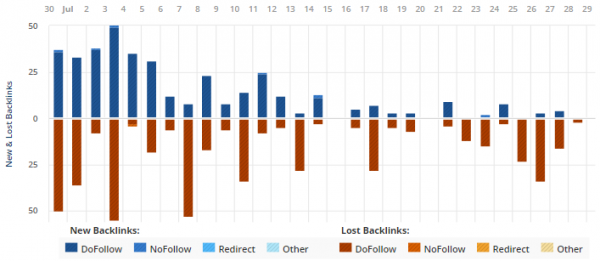 30 Jul 2 3 4 5 6 7 8 9 10 11 12 13 14 15 16 17 18 19 20 21 22 23 24 25 26 27 28 29
New & Lost Backlinks
50
25
0
25
50
New Backlinks: Lost Backlinks:
DoFollow NoFollow Redirect Other DoFollow NoFollow Redirect Other